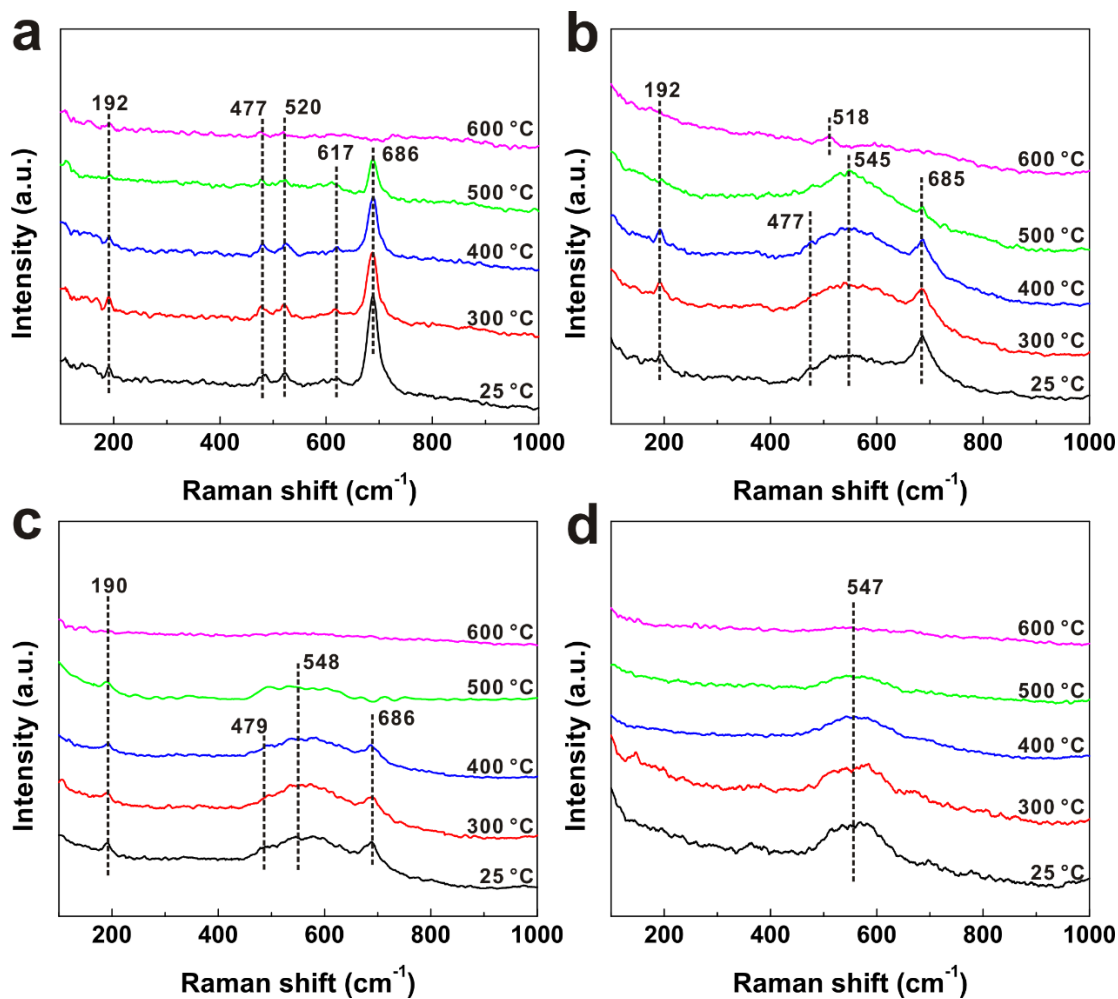 a
192
477
520
617
686
600 °C
500 °C
400 °C
300 °C
25 °C
Intensity (a.u.)
200
400
600
800
1000
Raman shift (cm⁻¹)
b
192
518
545
477
685
600 °C
500 °C
400 °C
300 °C
25 °C
Intensity (a.u.)
200
400
600
800
1000
Raman shift (cm⁻¹)
c
190
548
479
686
600 °C
500 °C
400 °C
300 °C
25 °C
Intensity (a.u.)
200
400
600
800
1000
Raman shift (cm⁻¹)
d
547
600 °C
500 °C
400 °C
300 °C
25 °C
Intensity (a.u.)
200
400
600
800
1000
Raman shift (cm⁻¹)